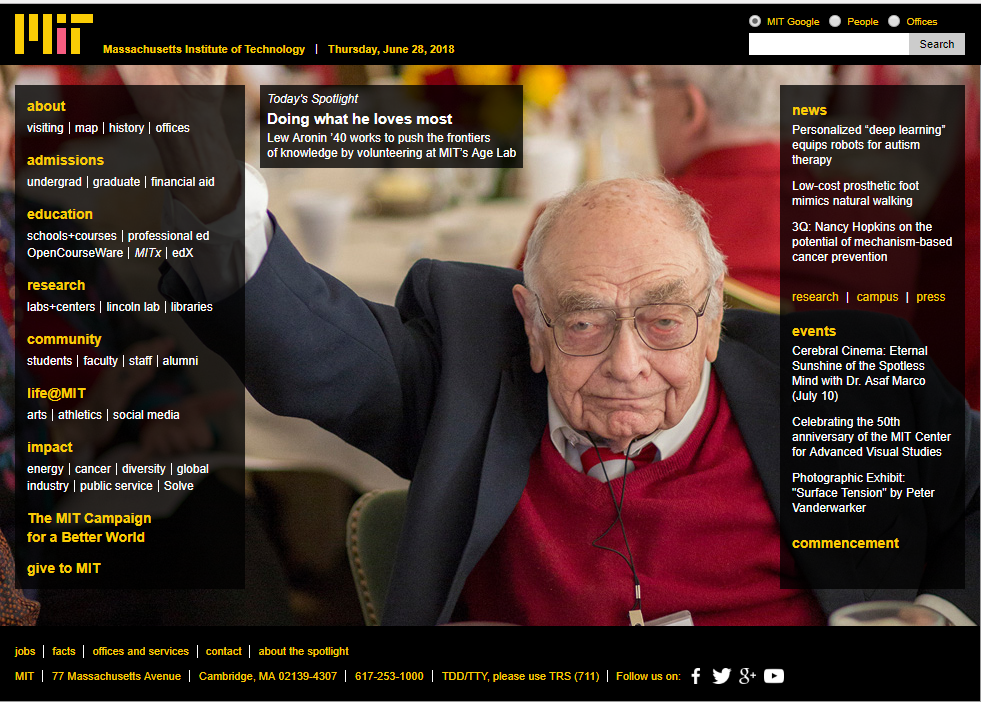 MIT
Massachusetts Institute of Technology | Thursday, June 28, 2018
MIT Google People Offices
Search
about
visiting | map | history | offices
admissions
undergrad | graduate | financial aid
education
schools+courses | professional ed
OpenCourseWare | MITx | edX
research
labs+centers | lincoln lab | libraries
community
students | faculty | staff | alumni
life@MIT
arts | athletics | social media
impact
energy | cancer | diversity | global
industry | public service | Solve
The MIT Campaign
for a Better World
give to MIT
Today's Spotlight
Doing what he loves most
Lew Aronin ’40 works to push the frontiers
of knowledge by volunteering at MIT’s Age Lab
news
Personalized “deep learning”
equips robots for autism
therapy
Low-cost prosthetic foot
mimics natural walking
3Q: Nancy Hopkins on the
potential of mechanism-based
cancer prevention
research | campus | press
events
Cerebral Cinema: Eternal
Sunshine of the Spotless
Mind with Dr. Asaf Marco
(July 10)
Celebrating the 50th
anniversary of the MIT Center
for Advanced Visual Studies
Photographic Exhibit:
"Surface Tension" by Peter
Vanderwarker
commencement
jobs | facts | offices and services | contact | about the spotlight
MIT | 77 Massachusetts Avenue | Cambridge, MA 02139-4307 | 617-253-1000 | TDD/TTY, please use TRS (711) | Follow us on: